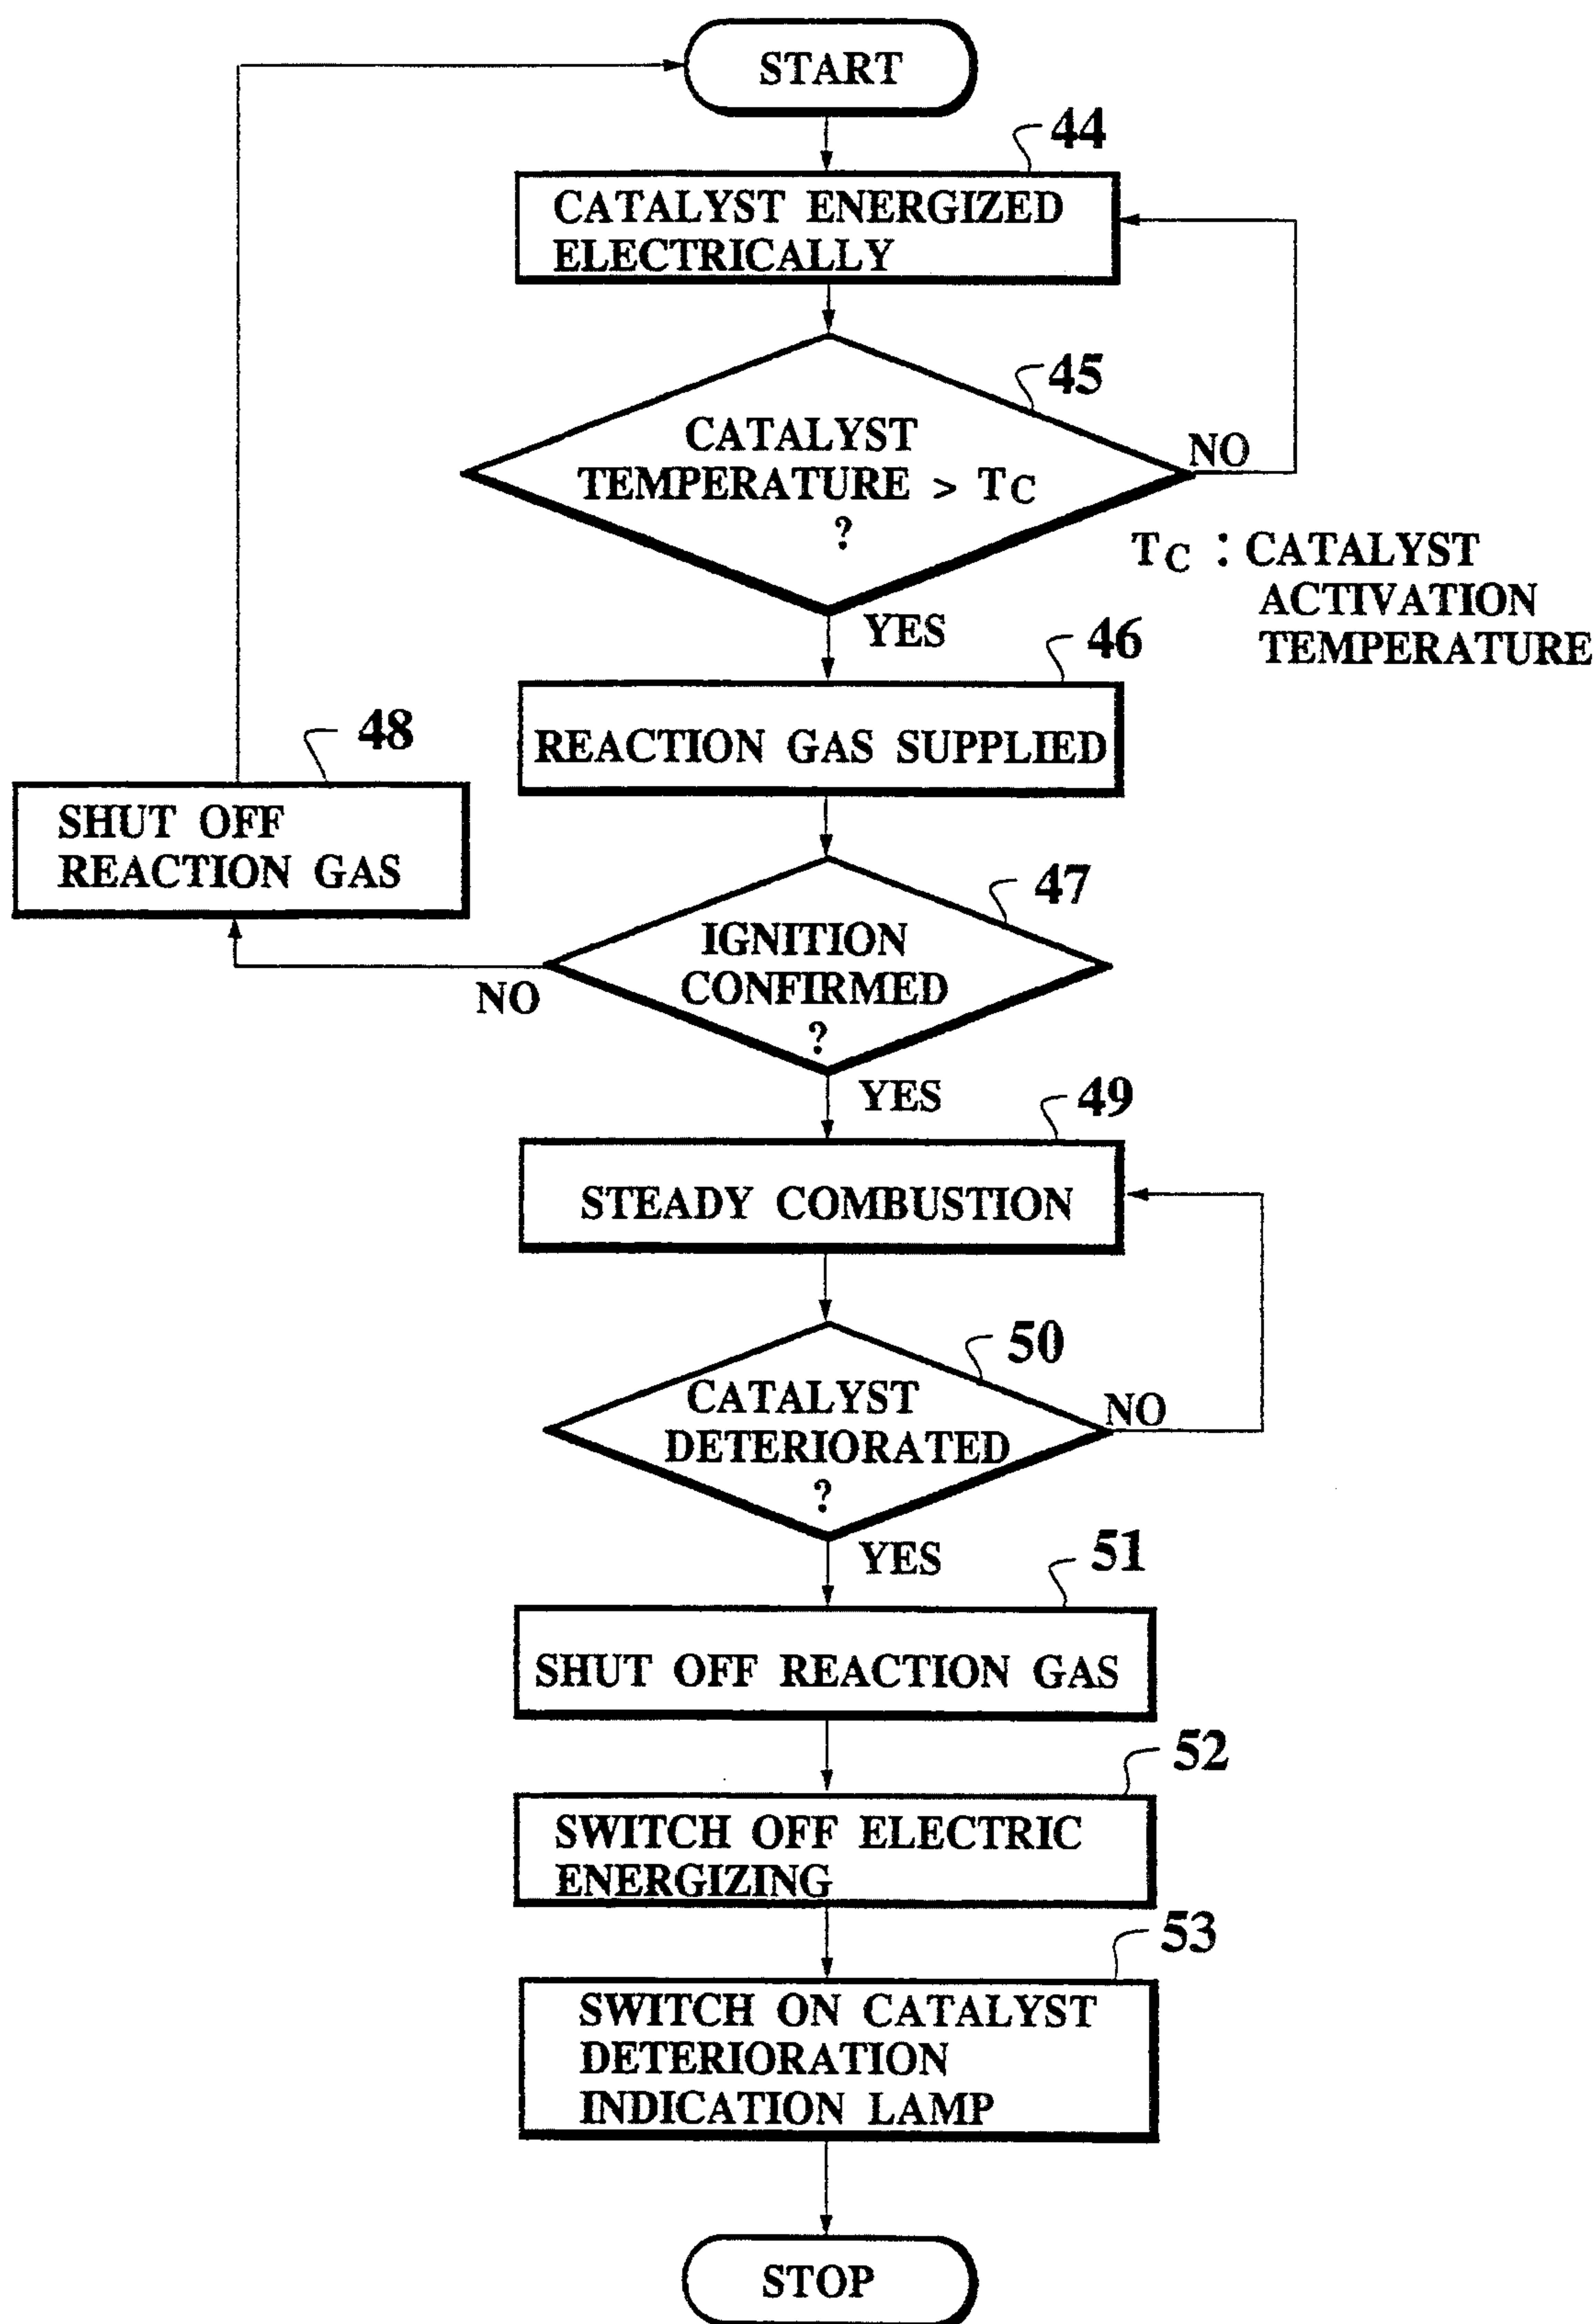 START
44
CATALYST ENERGIZED
ELECTRICALLY
45
CATALYST
TEMPERATURE > TC
?
NO
TC : CATALYST
ACTIVATION
TEMPERATURE
YES
46
REACTION GAS SUPPLIED
48
SHUT OFF
REACTION GAS
47
IGNITION
CONFIRMED
?
NO
YES
49
STEADY COMBUSTION
50
CATALYST
DETERIORATED
?
NO
YES
51
SHUT OFF REACTION GAS
52
SWITCH OFF ELECTRIC
ENERGIZING
53
SWITCH ON CATALYST
DETERIORATION
INDICATION LAMP
STOP